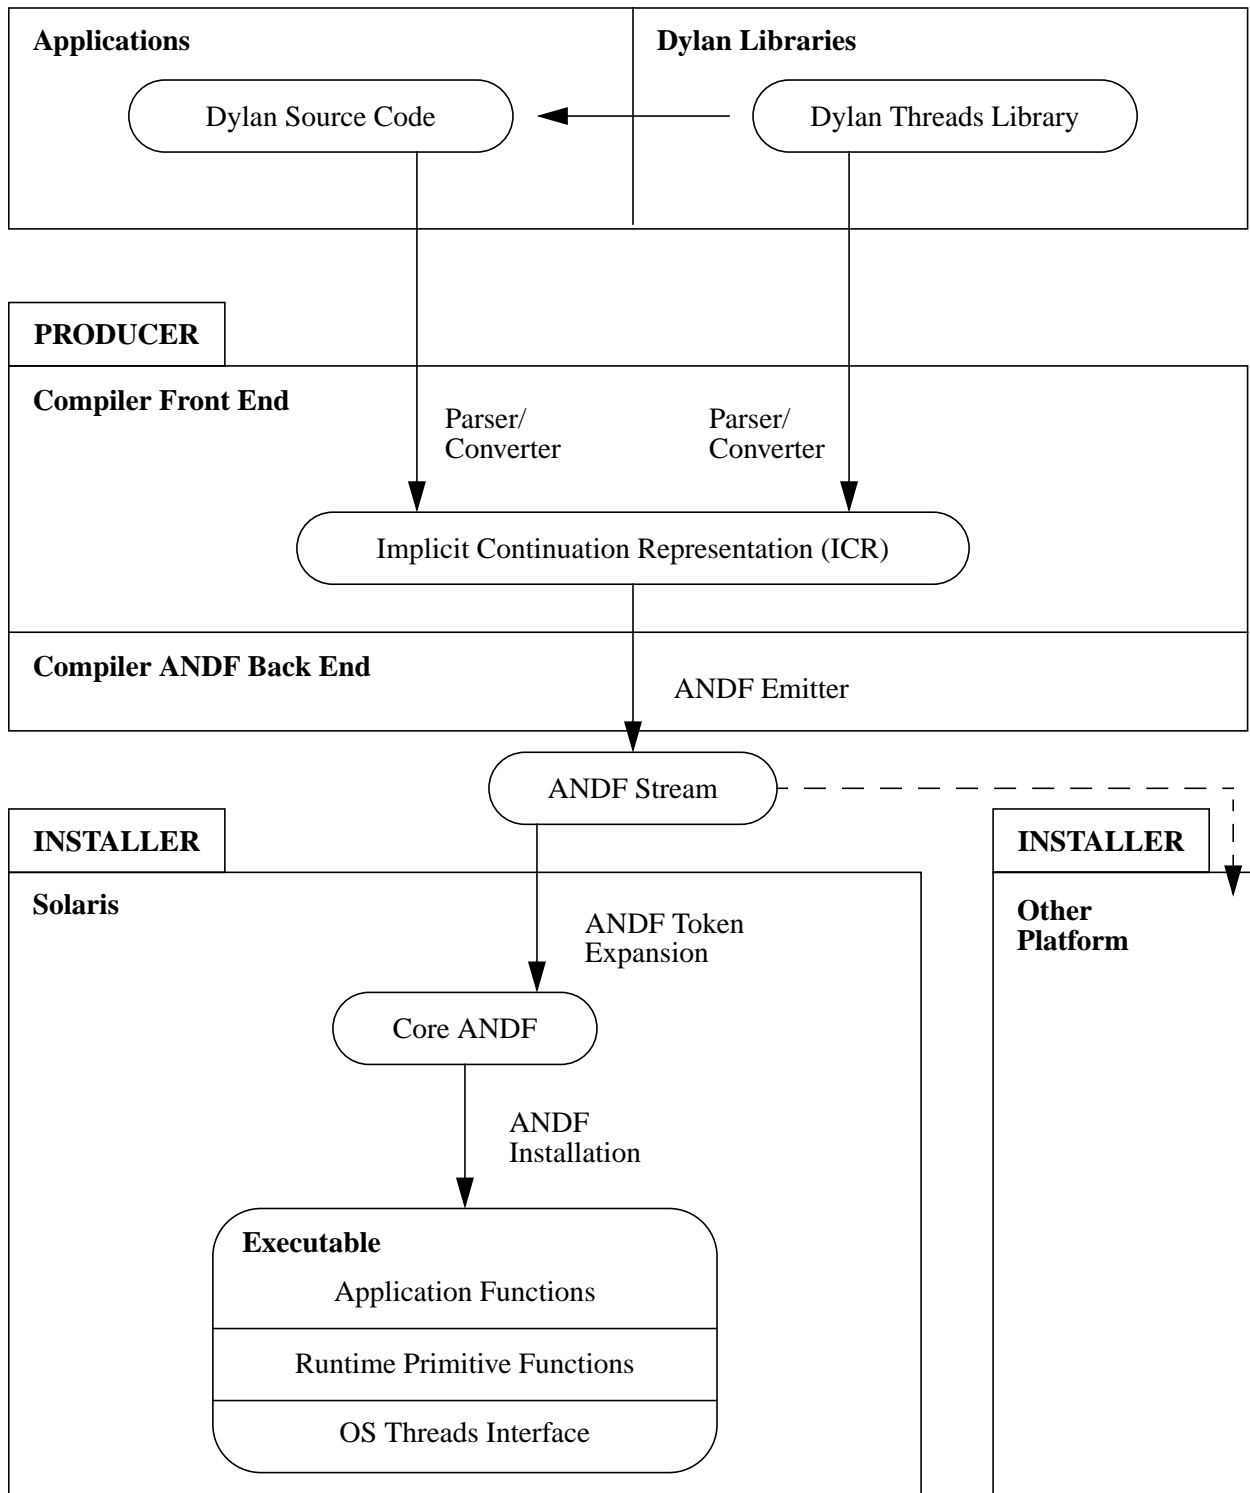 Applications
Dylan Libraries
Dylan Source Code
Dylan Threads Library
PRODUCER
Compiler Front End
Parser/
Converter
Parser/
Converter
Implicit Continuation Representation (ICR)
Compiler ANDF Back End
ANDF Emitter
ANDF Stream
INSTALLER
INSTALLER
Solaris
Other
Platform
ANDF Token
Expansion
Core ANDF
ANDF
Installation
Executable
Application Functions
Runtime Primitive Functions
OS Threads Interface